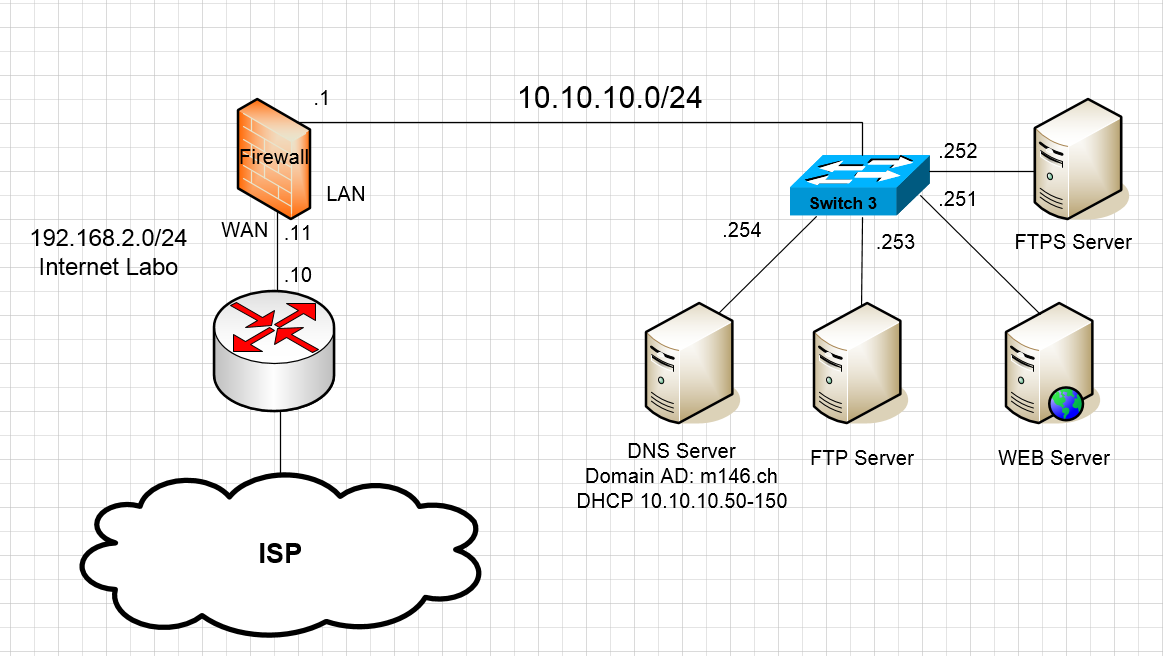 .1
10.10.10.0/24
Firewall
LAN
WAN
.11
192.168.2.0/24
Internet Labo
.10
Switch 3
.252
.251
.254
.253
FTPS Server
DNS Server
Domain AD: m146.ch
DHCP 10.10.10.50-150
FTP Server
WEB Server
ISP